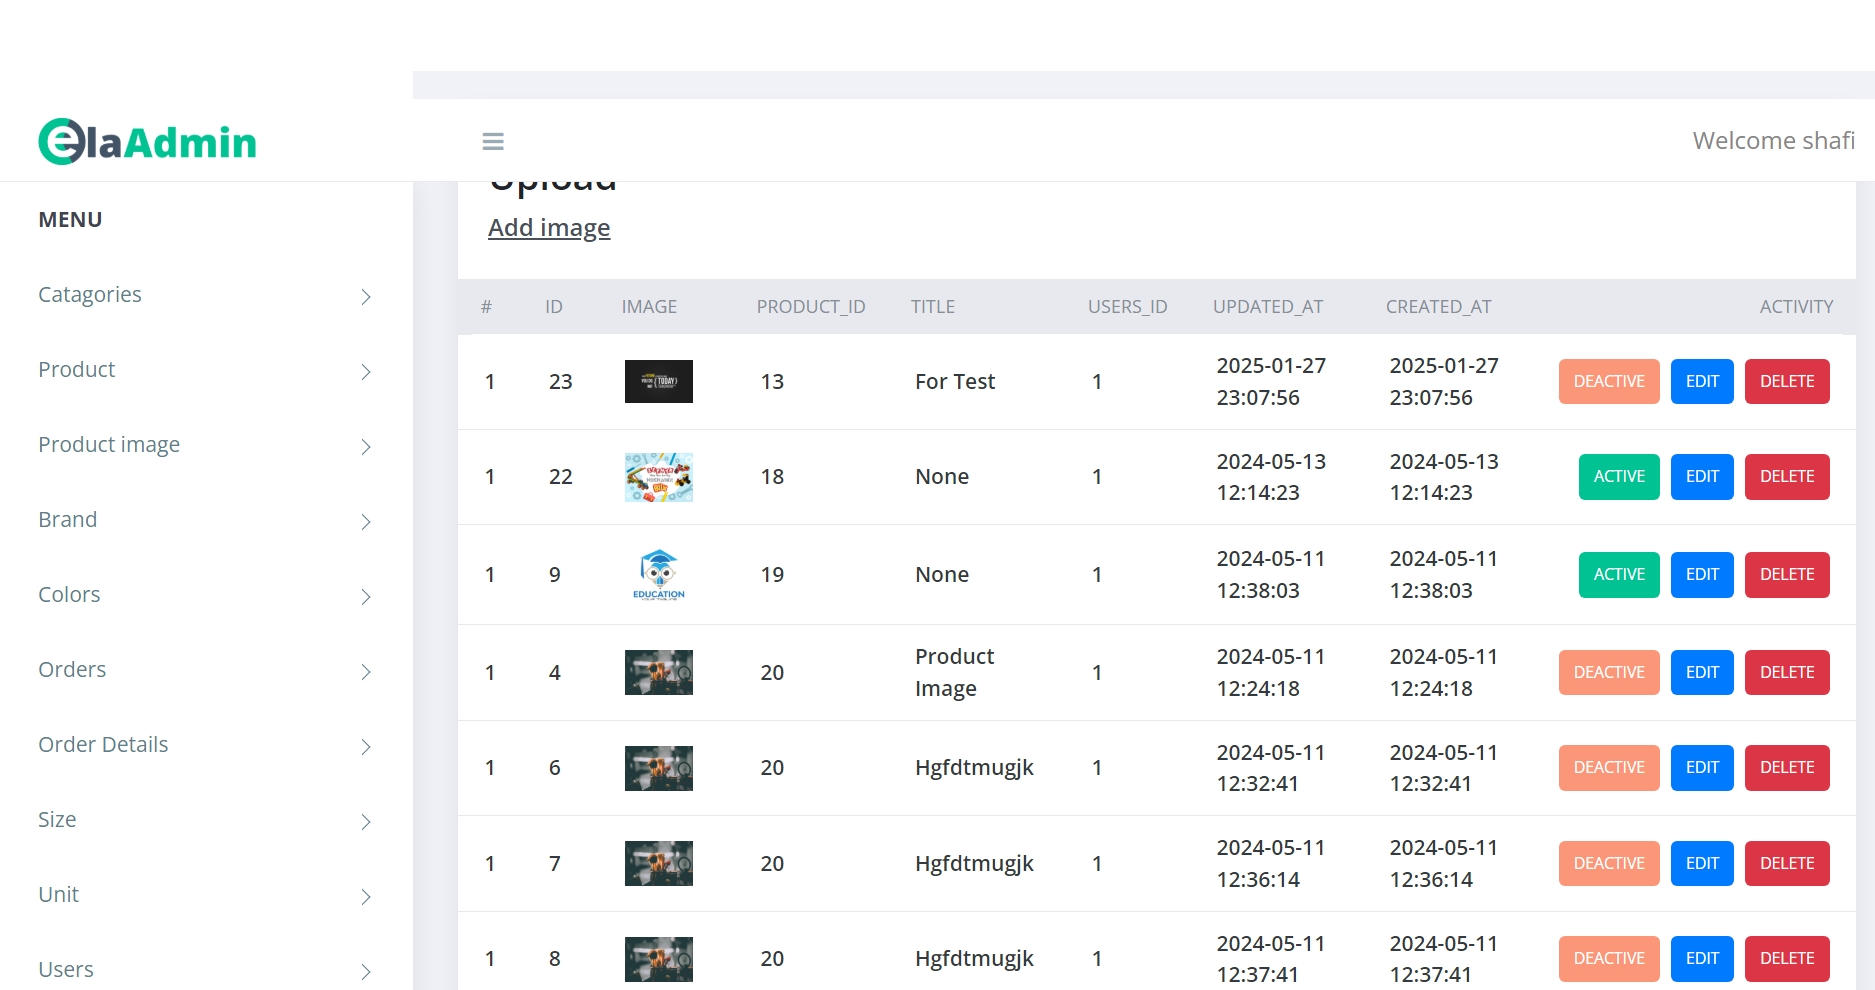 elaAdmin
Welcome shafi
Upload
Add image
MENU
Catagories
Product
Product image
Brand
Colors
Orders
Order Details
Size
Unit
Users
# ID IMAGE PRODUCT_ID TITLE USERS_ID UPDATED_AT CREATED_AT ACTIVITY
1 23 13 For Test 1 2025-01-27 23:07:56 2025-01-27 23:07:56 DEACTIVE EDIT DELETE
1 22 18 None 1 2024-05-13 12:14:23 2024-05-13 12:14:23 ACTIVE EDIT DELETE
EDUCATION
1 9 19 None 1 2024-05-11 12:38:03 2024-05-11 12:38:03 ACTIVE EDIT DELETE
1 4 20 Product Image 1 2024-05-11 12:24:18 2024-05-11 12:24:18 DEACTIVE EDIT DELETE
1 6 20 Hgfdtmugjk 1 2024-05-11 12:32:41 2024-05-11 12:32:41 DEACTIVE EDIT DELETE
1 7 20 Hgfdtmugjk 1 2024-05-11 12:36:14 2024-05-11 12:36:14 DEACTIVE EDIT DELETE
1 8 20 Hgfdtmugjk 1 2024-05-11 12:37:41 2024-05-11 12:37:41 DEACTIVE EDIT DELETE